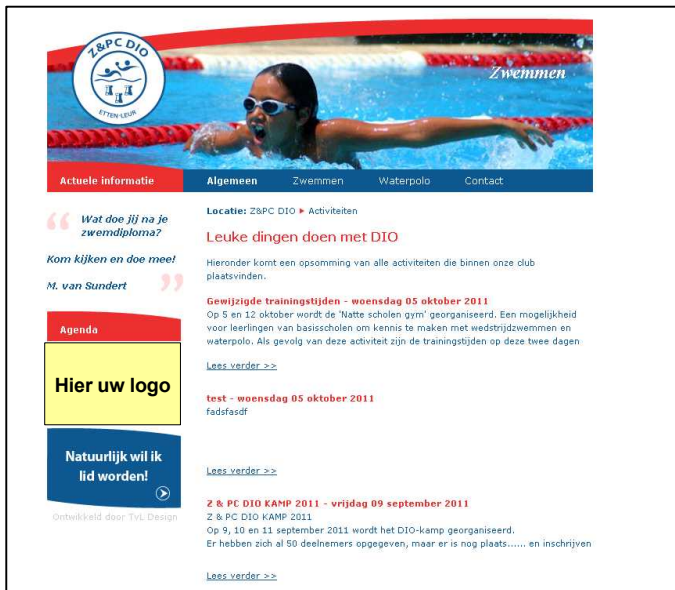 Z&PC DIO
ETTEN-LEUR
Zwemmen
Actuele informatie
Algemeen Zwemmen Waterpolo Contact
“ Wat doe jij na je
zwemdiploma?
Kom kijken en doe mee!
M. van Sundert ”
Agenda
Hier uw logo
Natuurlijk wil ik
lid worden!
Ontwikkeld door TvL Design
Locatie: Z&PC DIO ▸ Activiteiten
Leuke dingen doen met DIO
Hieronder komt een opsomming van alle activiteiten die binnen onze club
plaatsvinden.
Gewijzigde trainingstijden - woensdag 05 oktober 2011
Op 5 en 12 oktober wordt de 'Natte scholen gym' georganiseerd. Een mogelijkheid
voor leerlingen van basisscholen om kennis te maken met wedstrijdzwemmen en
waterpolo. Als gevolg van deze activiteit zijn de trainingstijden op deze twee dagen
Lees verder >>
test - woensdag 05 oktober 2011
fadsfasdf
Lees verder >>
Z & PC DIO KAMP 2011 - vrijdag 09 september 2011
Z & PC DIO KAMP 2011
Op 9, 10 en 11 september 2011 wordt het DIO-kamp georganiseerd.
Er hebben zich al 50 deelnemers opgegeven, maar er is nog plaats...... en inschrijven
Lees verder >>